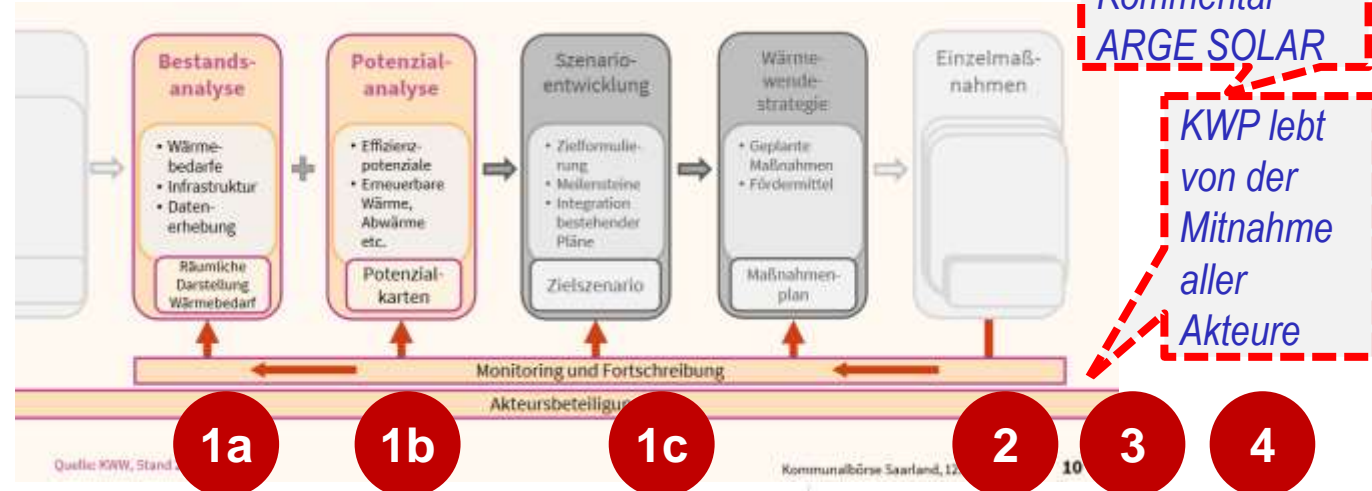 Kommentar
ARGE SOLAR
KWP lebt
von der
Mitnahme
aller
Akteure
Bestands-
analyse
• Wärme-
bedarfe
• Infrastruktur
• Daten-
erhebung
Räumliche
Darstellung
Wärmebedarf
Potenzial-
analyse
• Effizienz-
potenziale
• Erneuerbare
Wärme,
Abwärme
etc.
Potenzial-
karten
Szenario-
entwicklung
• Zielformulie-
rung
• Meilensteine
• Integration
bestehender
Pläne
Zielszenario
Wärme-
wende-
strategie
• Geplante
Maßnahmen
• Fördermittel
Maßnahmen-
plan
Einzelmaß-
nahmen
Monitoring und Fortschreibung
Akteursbeteiligu
1a
1b
1c
2
3
4
Quelle: KWW, Stand
Kommunalbörse Saarland, 12.
10